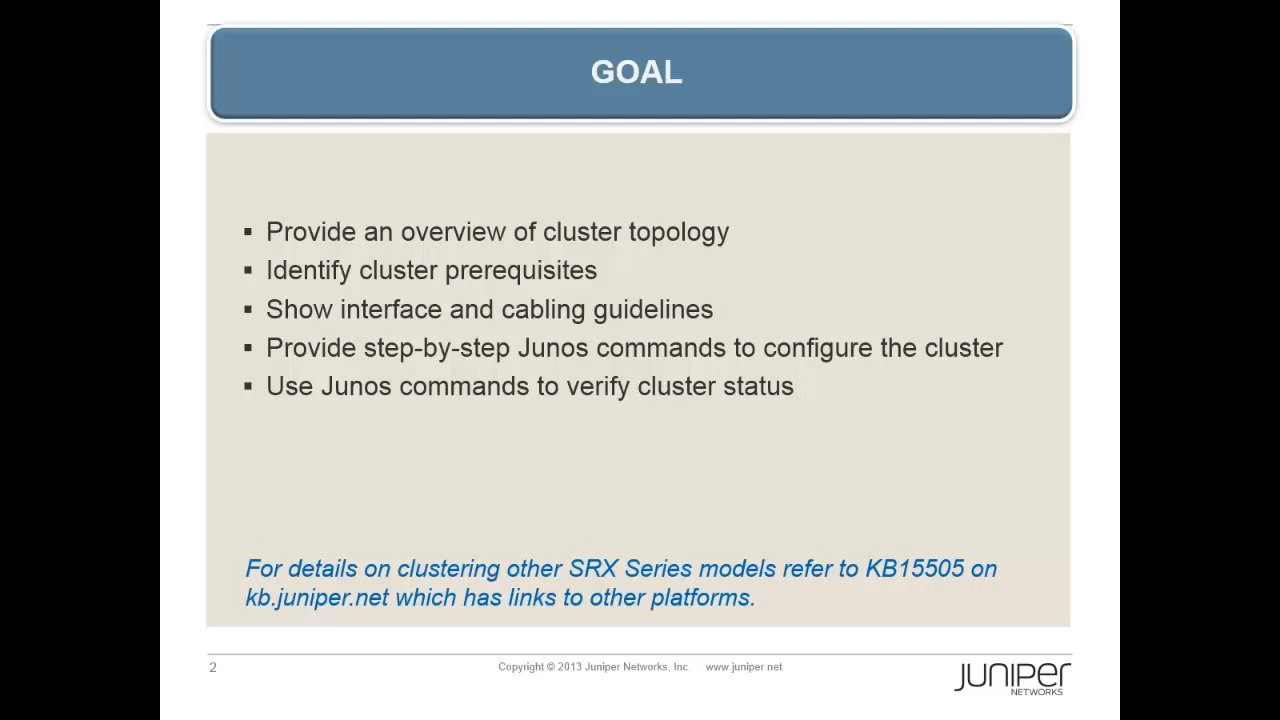 GOAL
▪ Provide an overview of cluster topology
▪ Identify cluster prerequisites
▪ Show interface and cabling guidelines
▪ Provide step-by-step Junos commands to configure the cluster
▪ Use Junos commands to verify cluster status
For details on clustering other SRX Series models refer to KB15505 on
kb.juniper.net which has links to other platforms.
2
Copyright © 2013 Juniper Networks, Inc. www.juniper.net
JUNIPER
NETWORKS